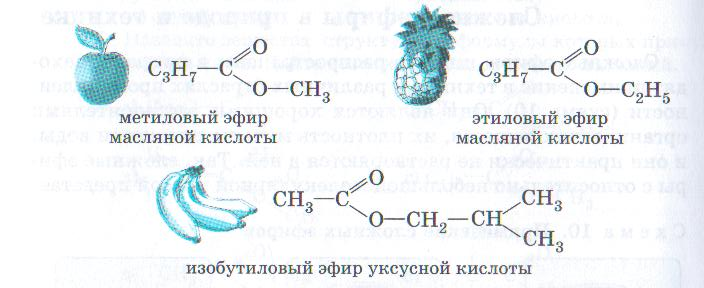 C₃H₇—C
O
O—CH₃
метиловый эфир
масляной кислоты
C₃H₇—C
O
O—C₂H₅
этиловый эфир
масляной кислоты
CH₃—C
O
O—CH₂—CH
CH₃
CH₃
изобутиловый эфир уксусной кислоты